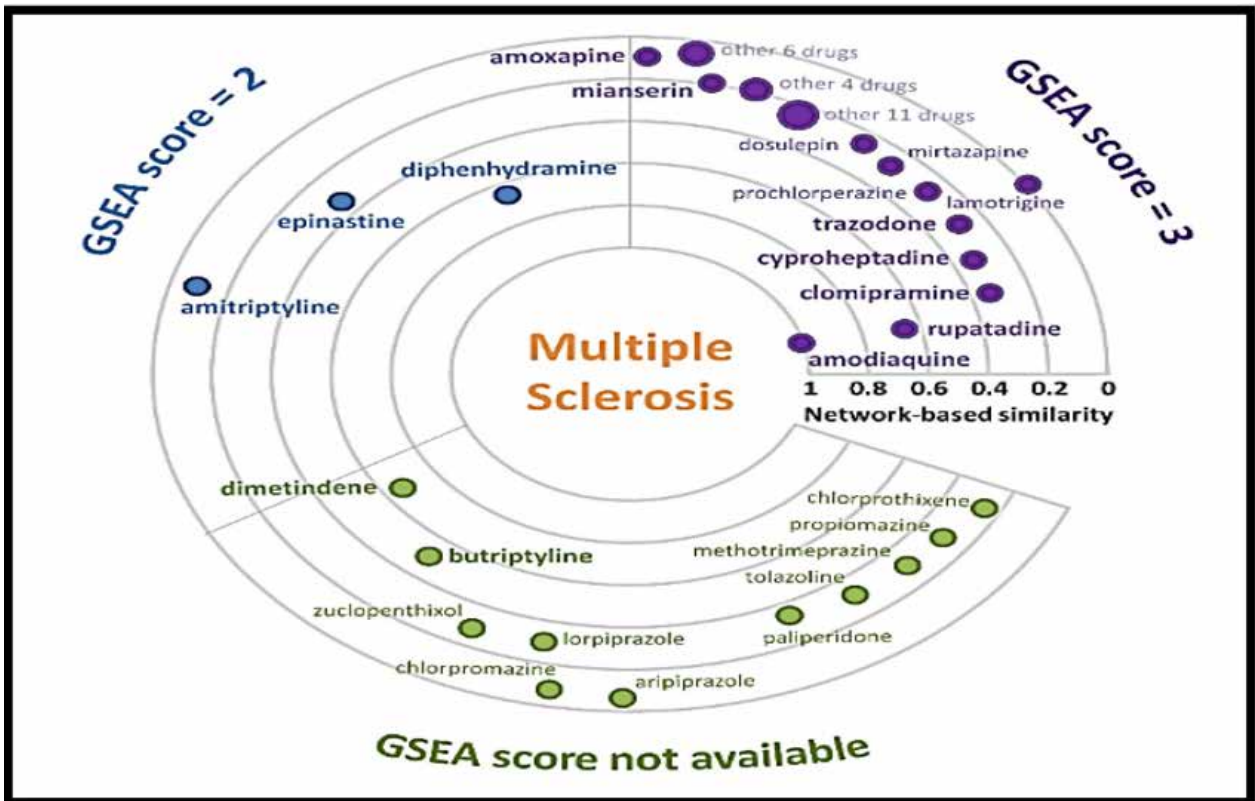 GSEA score = 2
GSEA score = 3
amoxapine
other 6 drugs
mianserin
other 4 drugs
other 11 drugs
dosulepin
mirtazapine
prochlorperazine
lamotrigine
trazodone
cyproheptadine
clomipramine
rupatadine
amodiaquine
diphenhydramine
epinastine
amitriptyline
Multiple
Sclerosis
1 0.8 0.6 0.4 0.2 0
Network-based similarity
dimetindene
butriptyline
zuclopenthixol
lorpiprazole
chlorpromazine
aripiprazole
chlorprothixene
propiomazine
methotrimeprazine
tolazoline
paliperidone
GSEA score not available